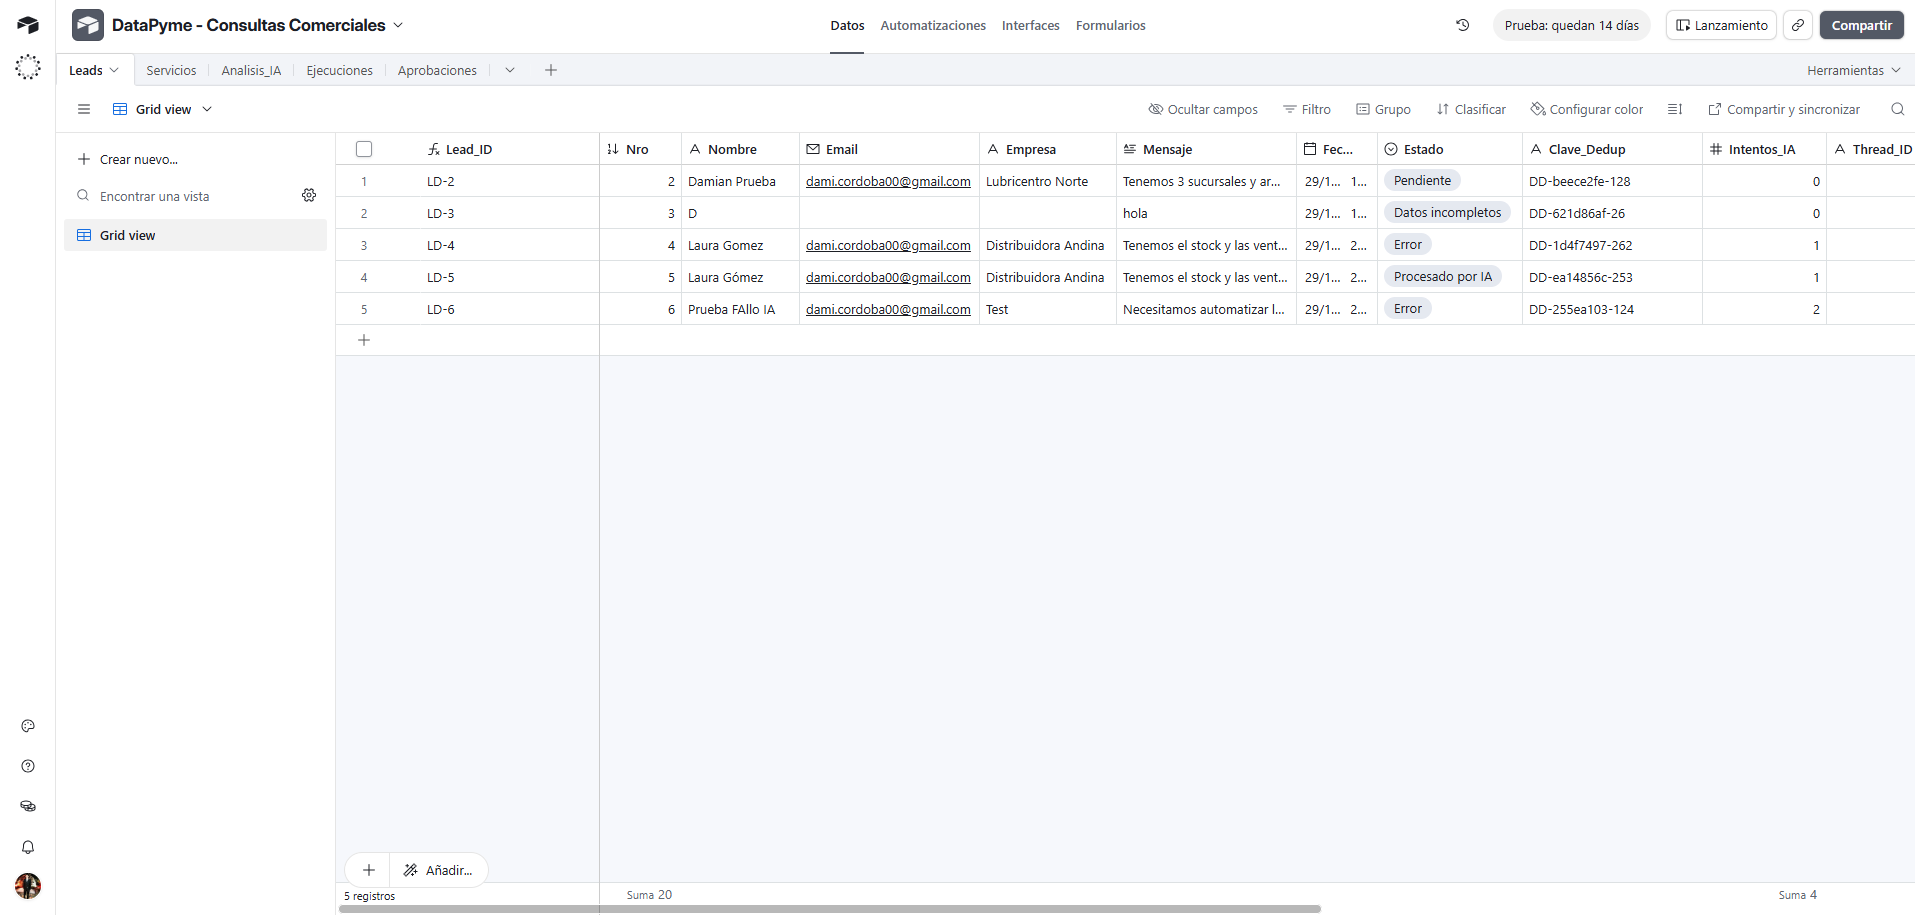 DataPyme - Consultas Comerciales
Datos Automatizaciones Interfaces Formularios
Prueba: quedan 14 días
Lanzamiento
Compartir
Leads Servicios Analisis_IA Ejecuciones Aprobaciones
Herramientas
Grid view
Ocultar campos Filtro Grupo Clasificar Configurar color Compartir y sincronizar
Crear nuevo...
Encontrar una vista
Grid view
Lead_ID Nro Nombre Email Empresa Mensaje Fec... Estado Clave_Dedup Intentos_IA Thread_ID
1 LD-2 2 Damian Prueba dami.cordoba00@gmail.com Lubricentro Norte Tenemos 3 sucursales y ar... 29/1... 1... Pendiente DD-beece2fe-128 0
2 LD-3 3 D hola 29/1... 1... Datos incompletos DD-621d86af-26 0
3 LD-4 4 Laura Gomez dami.cordoba00@gmail.com Distribuidora Andina Tenemos el stock y las vent... 29/1... 2... Error DD-1d4f7497-262 1
4 LD-5 5 Laura Gómez dami.cordoba00@gmail.com Distribuidora Andina Tenemos el stock y las vent... 29/1... 2... Procesado por IA DD-ea14856c-253 1
5 LD-6 6 Prueba FAllo IA dami.cordoba00@gmail.com Test Necesitamos automatizar l... 29/1... 2... Error DD-255ea103-124 2
Añadir...
5 registros Suma 20 Suma 4